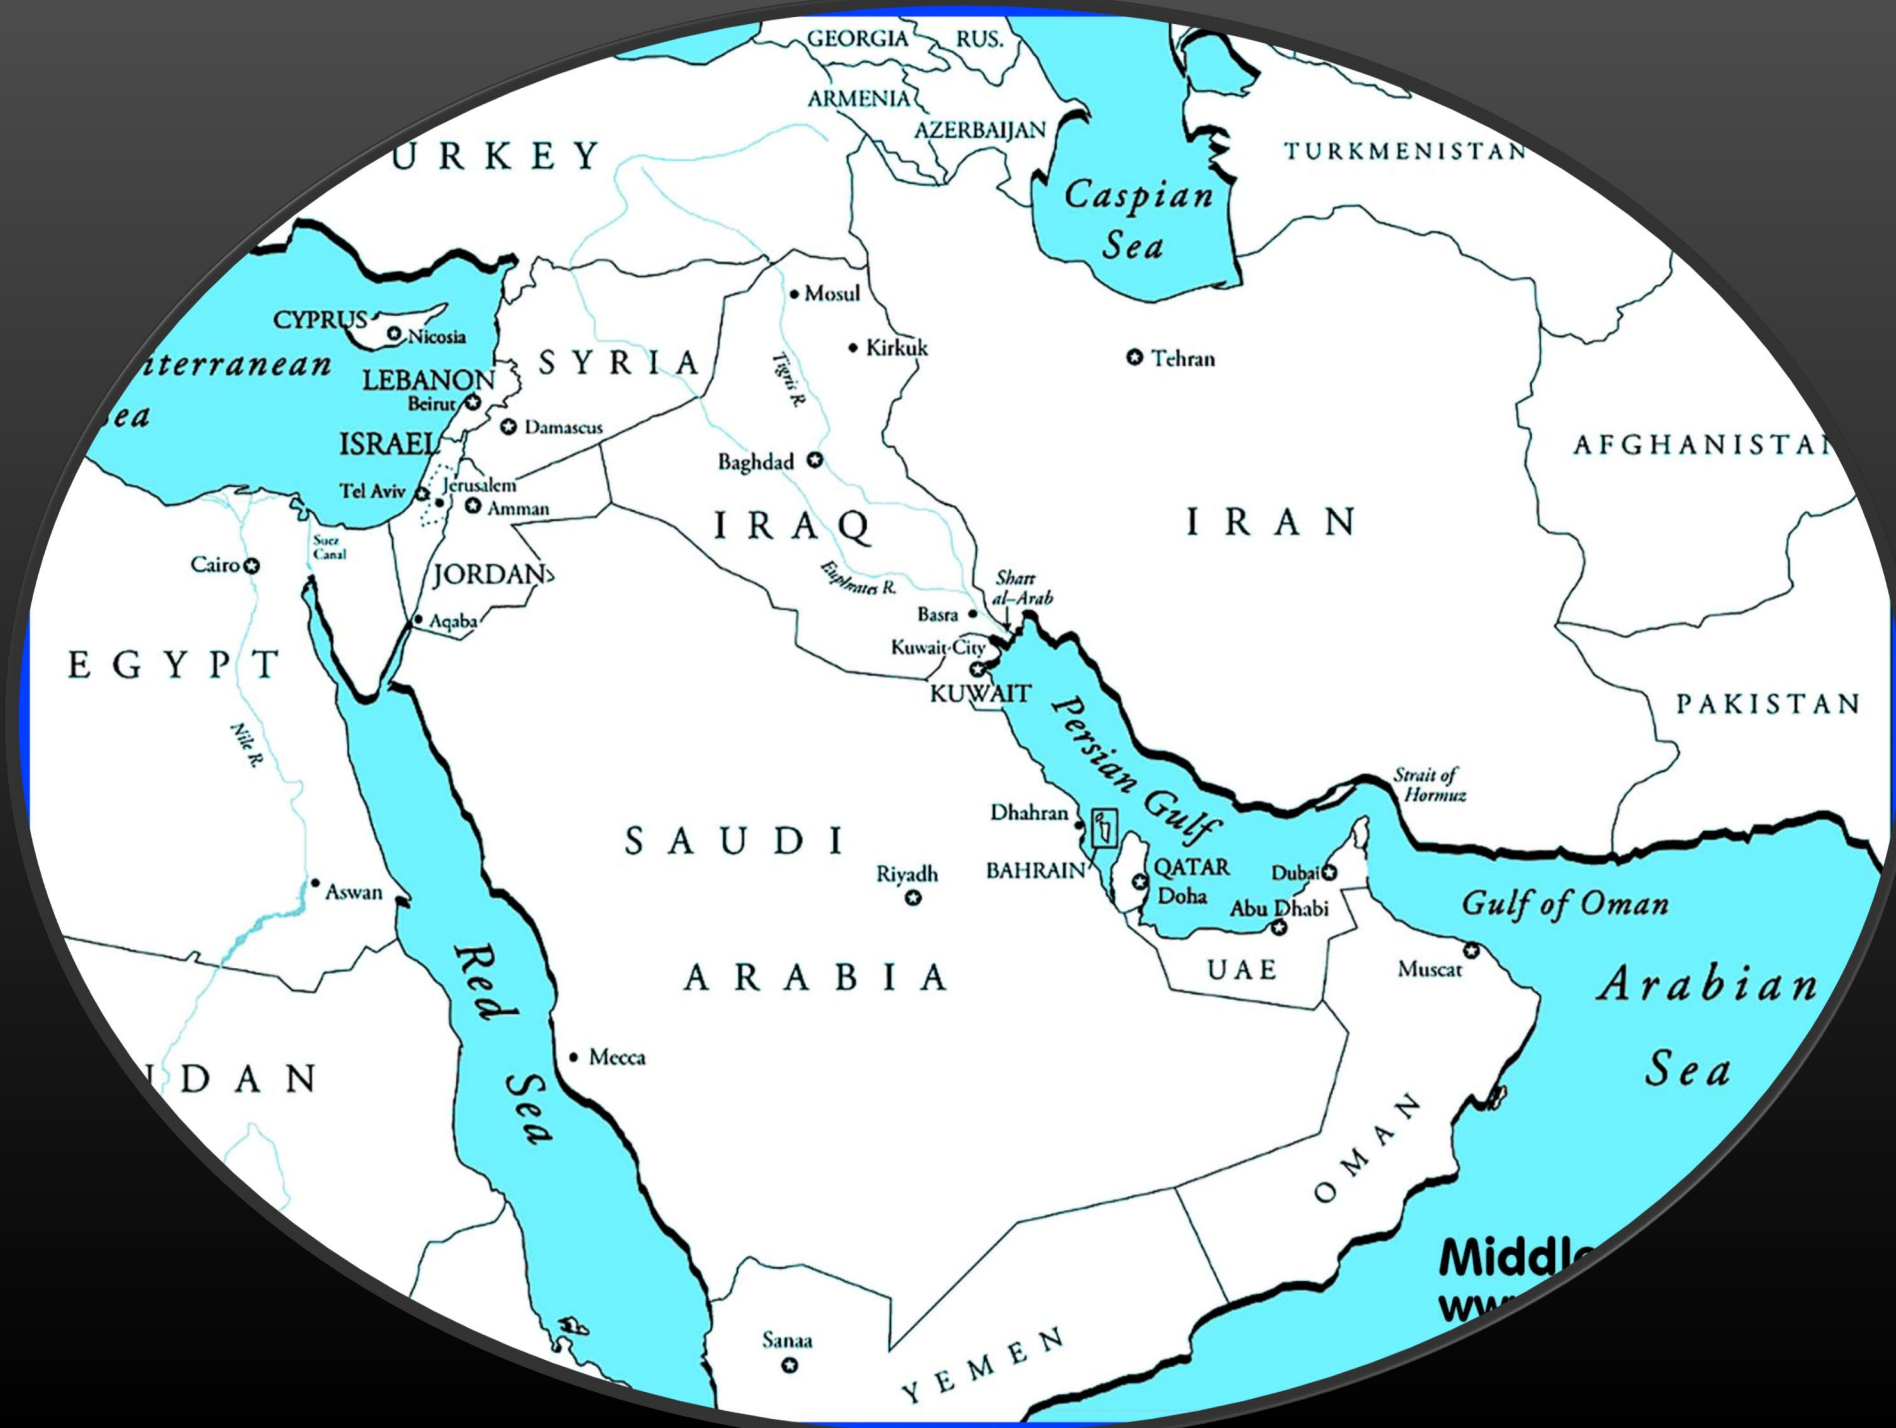 GEORGIA
RUS.
ARMENIA
AZERBAIJAN
URKEY
TURKMENISTAN
Caspian
Sea
Mosul
CYPRUS
Nicosia
Kirkuk
Tehran
SYRIA
iterranean
ea
Tigris R.
LEBANON
Beirut
Damascus
ISRAEL
AFGHANISTAN
Baghdad
Tel Aviv
Jerusalem
Amman
IRAQ
IRAN
Suez
Canal
Cairo
JORDAN
Euphrates R.
Shatt
al-Arab
Basra
Aqaba
Kuwait City
EGYPT
KUWAIT
PAKISTAN
Nile R.
Persian Gulf
Strait of
Hormuz
Dhahran
SAUDI
ARABIA
BAHRAIN
QATAR
Doha
Riyadh
Dubai
Abu Dhabi
Aswan
Gulf of Oman
Red Sea
UAE
Muscat
Arabian
Sea
Mecca
DAN
OMAN
Middle
ww
Sanaa
YEMEN